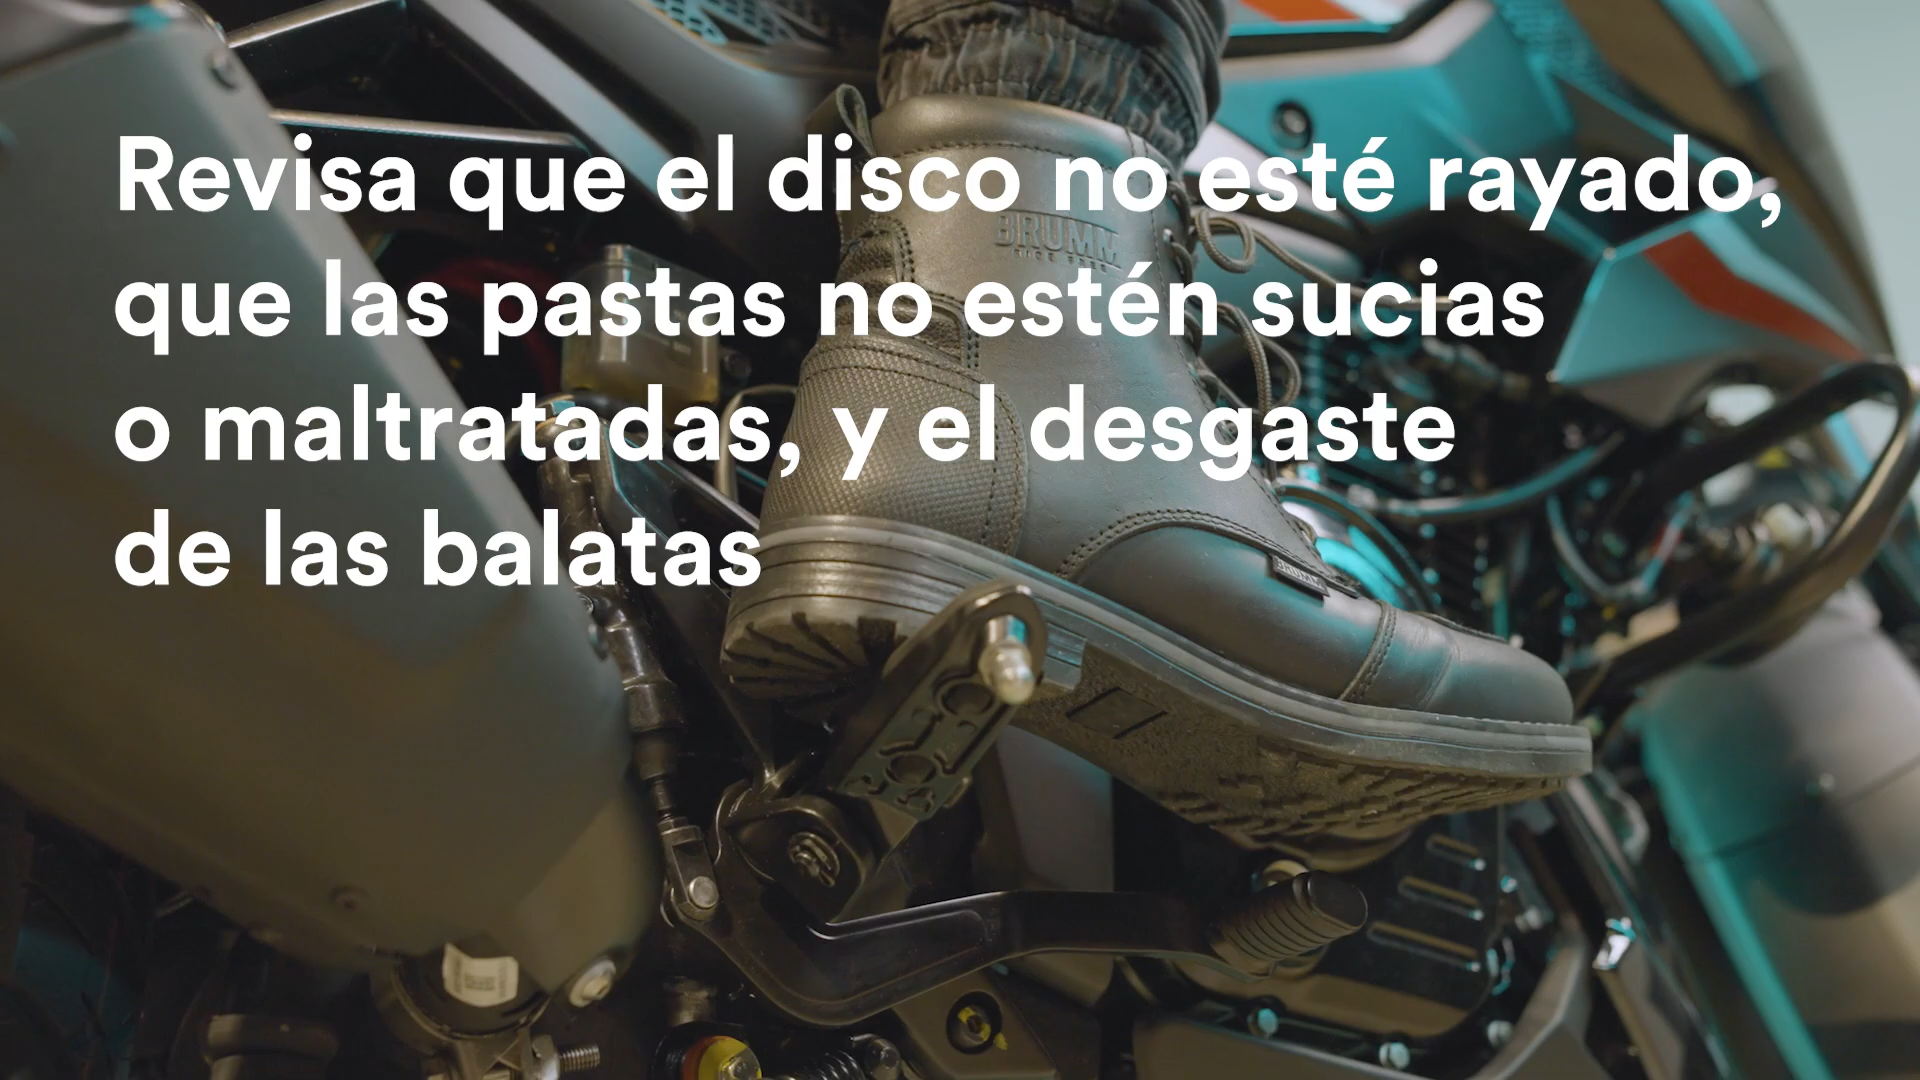 Revisa que el disco no esté rayado,
que las pastas no estén sucias
o maltratadas, y el desgaste
de las balatas
BRUMM
BRUMM